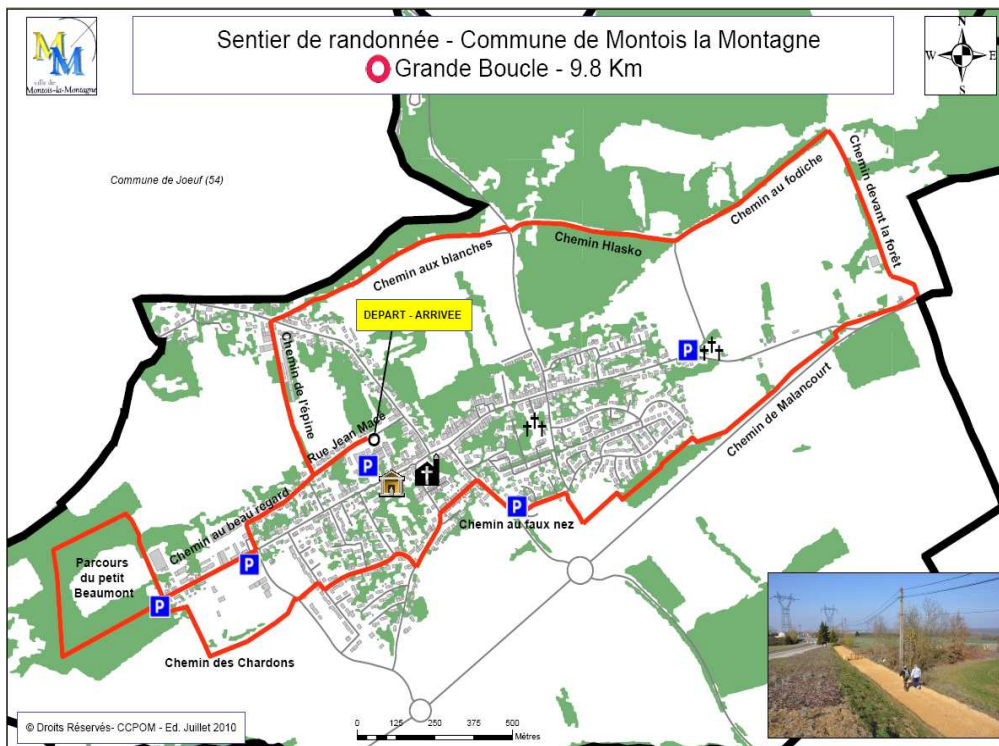 Sentier de randonnée - Commune de Montois la Montagne
Grande Boucle - 9.8 Km
MM
ville de
Montois-la-Montagne
N
W
E
S
Commune de Joeuf (54)
Chemin au fodiche
Chemin devant la forêt
Chemin Hlasko
Chemin aux blanches
DEPART - ARRIVEE
Chemin de l'épine
Rue Jean Macé
P
P
Chemin de Malancourt
Chemin au beau regard
P
Chemin au faux nez
P
Parcours
du petit
Beaumont
P
Chemin des Chardons
© Droits Réservés- CCPOM - Ed. Juillet 2010
0 125 250 375 500
Mètres